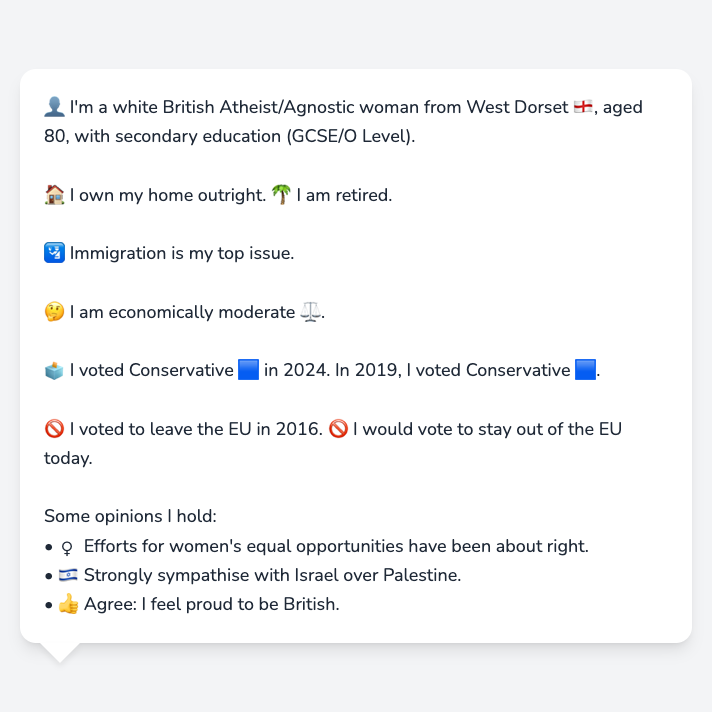 👤 I'm a white British Atheist/Agnostic woman from West Dorset 🏴󠁧󠁢󠁥󠁮󠁧󠁿, aged
80, with secondary education (GCSE/O Level).
🏠 I own my home outright. 🌴 I am retired.
🛂 Immigration is my top issue.
🤔 I am economically moderate ⚖️.
🗳️ I voted Conservative 🟦 in 2024. In 2019, I voted Conservative 🟦.
🚫 I voted to leave the EU in 2016. 🚫 I would vote to stay out of the EU
today.
Some opinions I hold:
• ♀ Efforts for women's equal opportunities have been about right.
• 🇮🇱 Strongly sympathise with Israel over Palestine.
• 👍 Agree: I feel proud to be British.